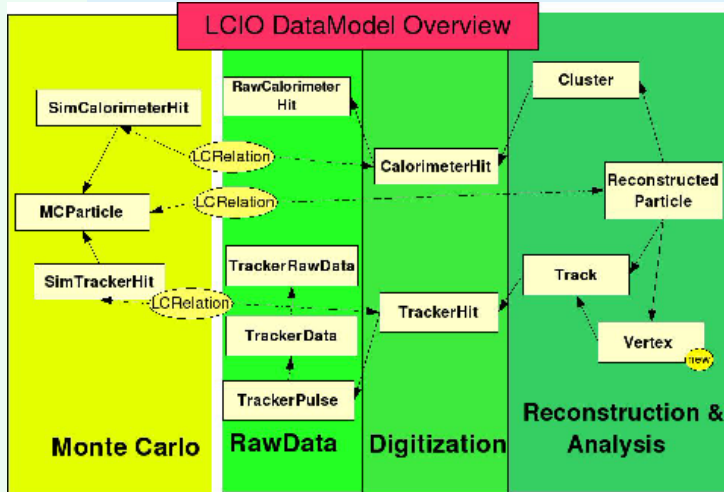 LCIO DataModel Overview
SimCalorimeterHit
RawCalorimeter
Hit
Cluster
LCRelation
CalorimeterHit
MCParticle
LCRelation
Reconstructed
Particle
SimTrackerHit
TrackerRawData
Track
LCRelation
TrackerHit
TrackerData
Vertex
new
TrackerPulse
Monte Carlo
RawData
Digitization
Reconstruction &
Analysis